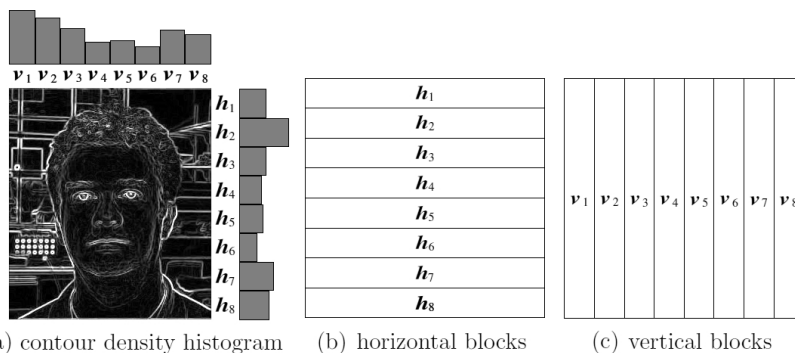 v1 v2 v3 v4 v5 v6 v7 v8
h1
h2
h3
h4
h5
h6
h7
h8
h1
h2
h3
h4
h5
h6
h7
h8
v1 v2 v3 v4 v5 v6 v7 v8
) contour density histogram
(b) horizontal blocks
(c) vertical blocks